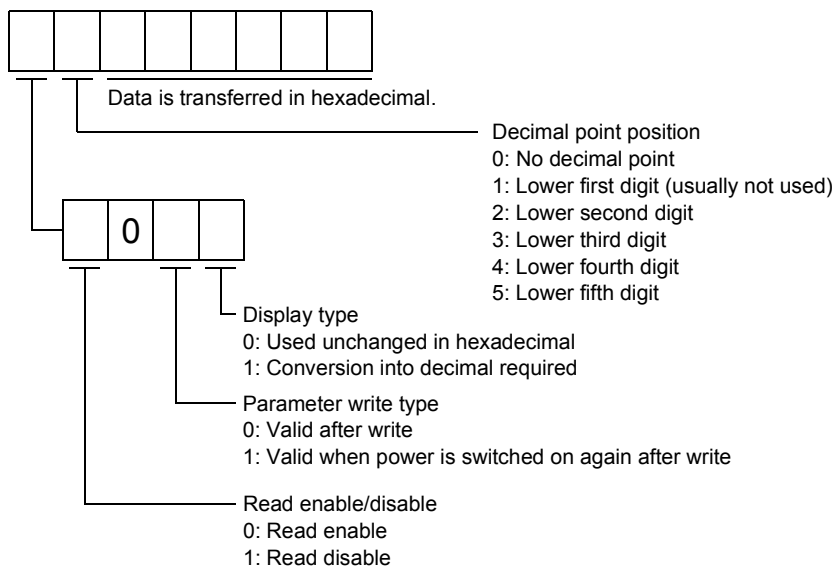 Data is transferred in hexadecimal.
Decimal point position
0: No decimal point
1: Lower first digit (usually not used)
2: Lower second digit
3: Lower third digit
4: Lower fourth digit
5: Lower fifth digit
0
Display type
0: Used unchanged in hexadecimal
1: Conversion into decimal required
Parameter write type
0: Valid after write
1: Valid when power is switched on again after write
Read enable/disable
0: Read enable
1: Read disable